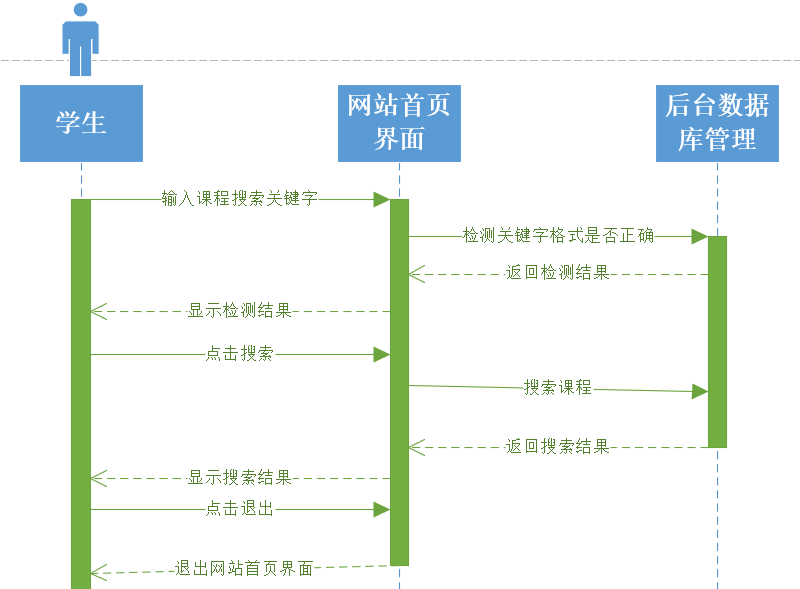 学生
网站首页
界面
后台数据
库管理
输入课程搜索关键字
检测关键字格式是否正确
返回检测结果
显示检测结果
点击搜索
搜索课程
返回搜索结果
显示搜索结果
点击退出
退出网站首页界面